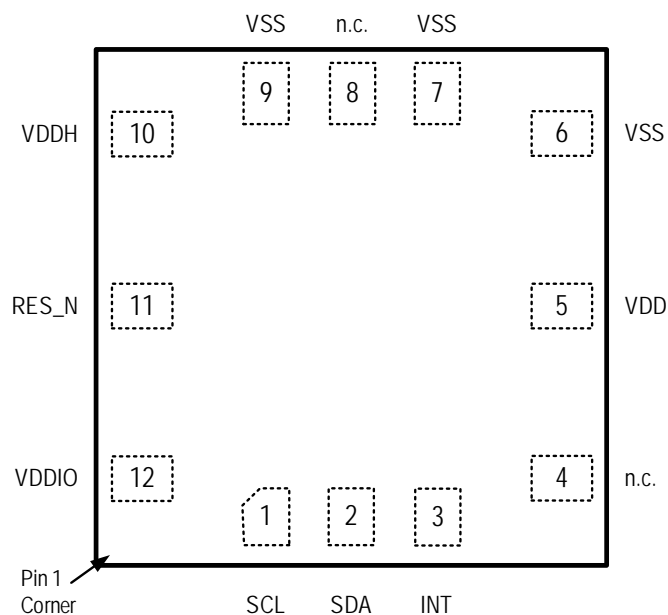 VSS n.c. VSS
9 8 7
VDDH 10 6 VSS
RES_N 11 5 VDD
VDDIO 12 4 n.c.
1 2 3
Pin 1
Corner
SCL SDA INT